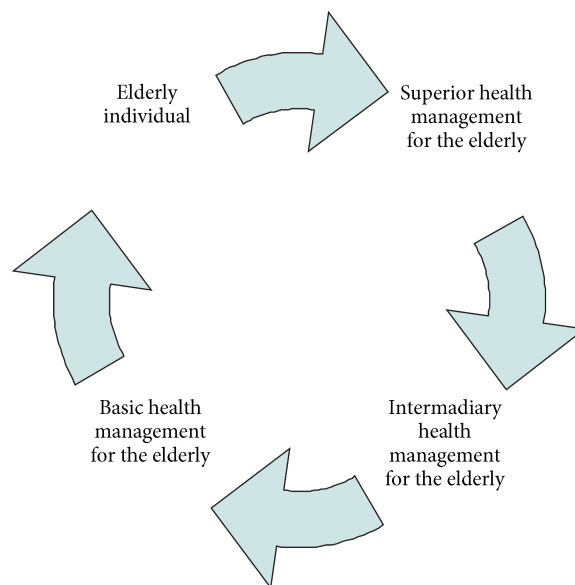 Elderly
individual
Superior health
management
for the elderly
Intermadiary
health
management
for the elderly
Basic health
management
for the elderly